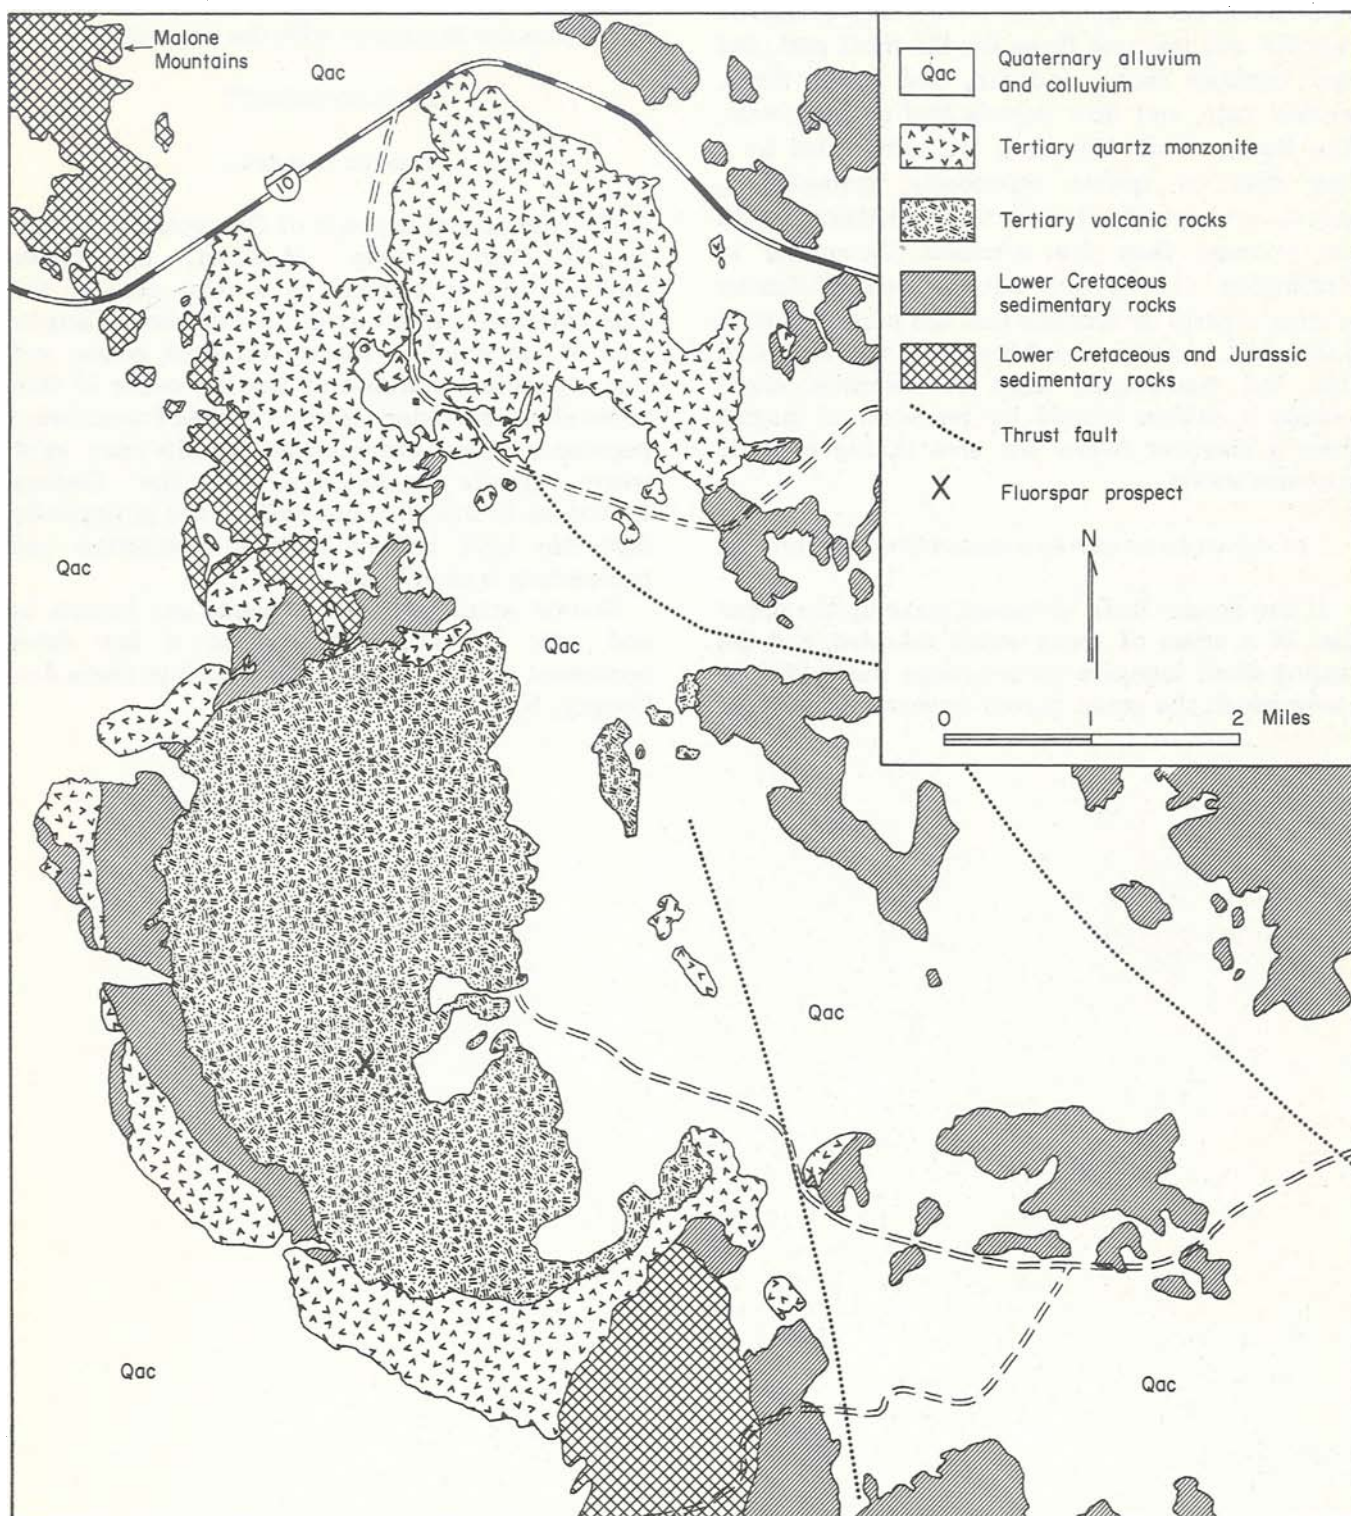 Malone
Mountains
Qac
10
Qac
Qac
Qac
Qac
Qac
Qac
Quaternary alluvium
and colluvium
Tertiary quartz monzonite
Tertiary volcanic rocks
Lower Cretaceous
sedimentary rocks
Lower Cretaceous and Jurassic
sedimentary rocks
Thrust fault
X
Fluorspar prospect
N
0 1 2 Miles
X